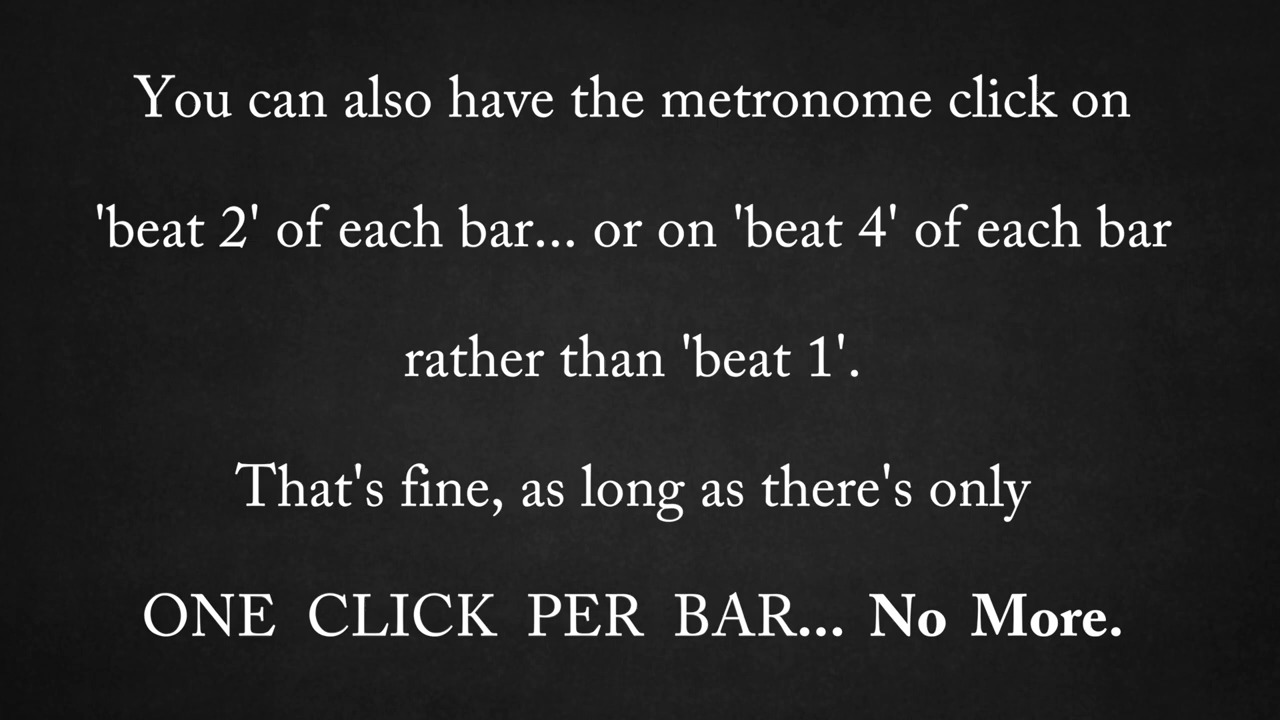 You can also have the metronome click on
'beat 2' of each bar... or on 'beat 4' of each bar
rather than 'beat 1'.
That's fine, as long as there's only
ONE CLICK PER BAR... No More.